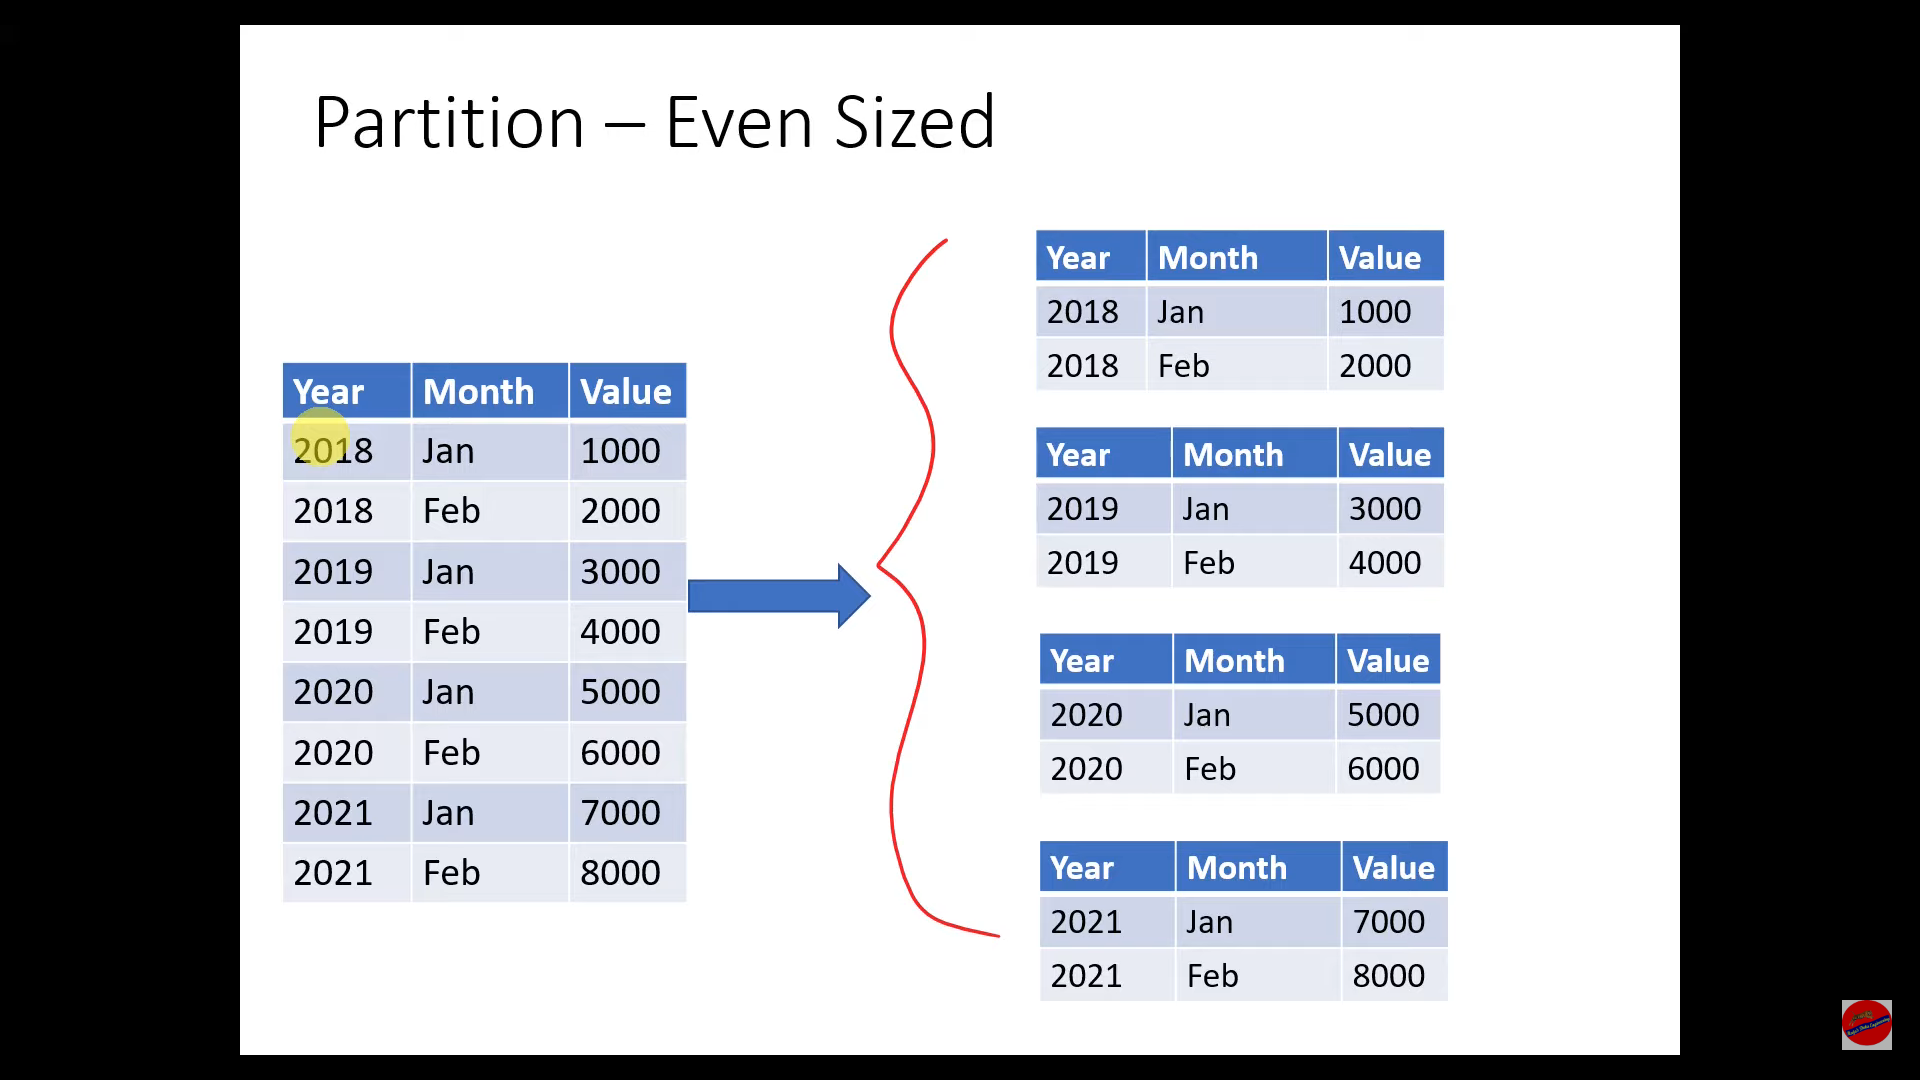 Partition – Even Sized
Year Month Value
2018 Jan 1000
2018 Feb 2000
2019 Jan 3000
2019 Feb 4000
2020 Jan 5000
2020 Feb 6000
2021 Jan 7000
2021 Feb 8000
Year Month Value
2018 Jan 1000
2018 Feb 2000
Year Month Value
2019 Jan 3000
2019 Feb 4000
Year Month Value
2020 Jan 5000
2020 Feb 6000
Year Month Value
2021 Jan 7000
2021 Feb 8000